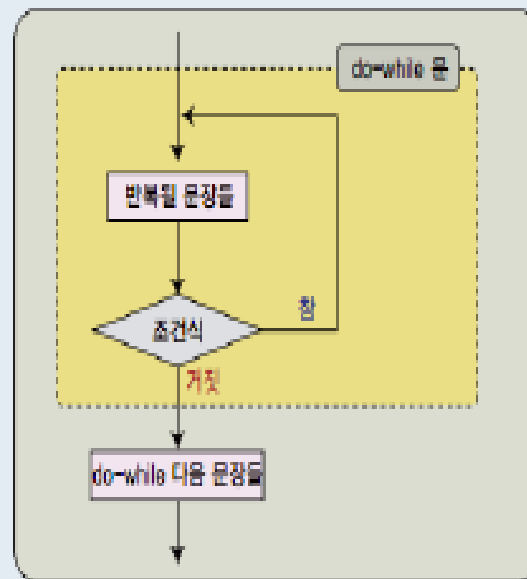 do-while 문
반복될 문장들
조건식
참
거짓
do-while 다음 문장들